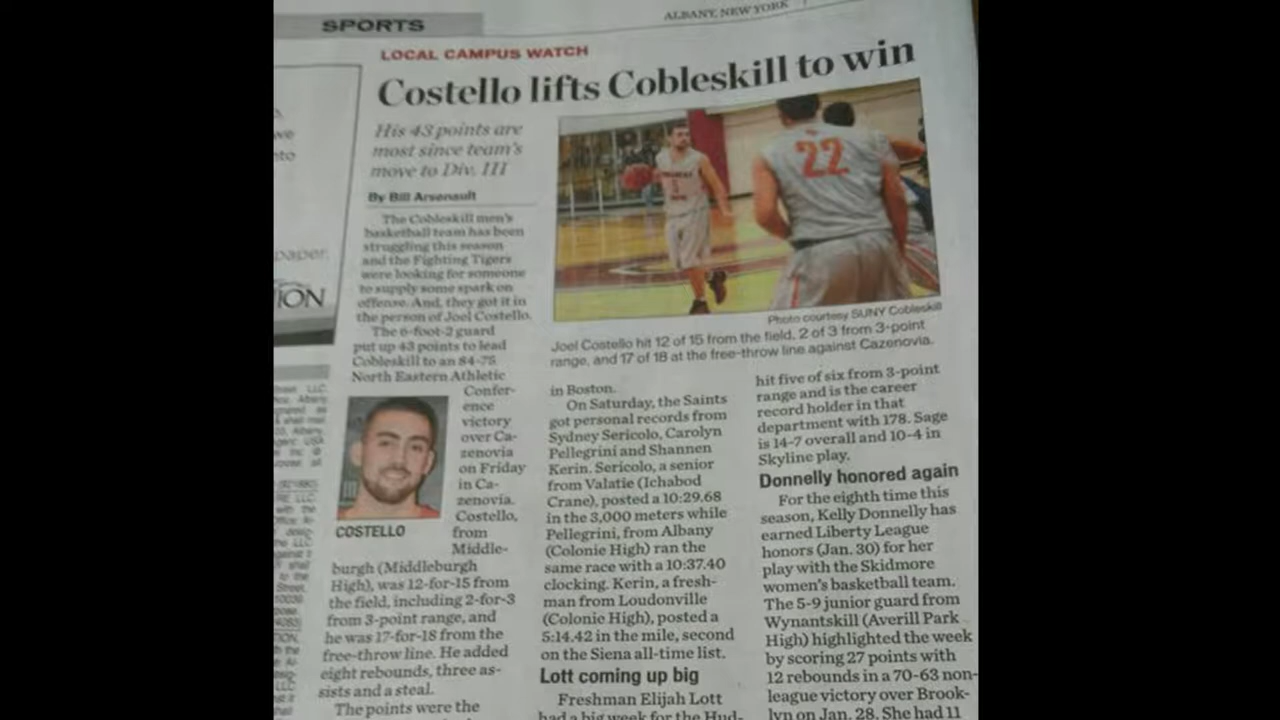 SPORTS
ALBANY, NEW YORK
LOCAL CAMPUS WATCH
Costello lifts Cobleskill to win
His 43 points are
most since team's
move to Div. III
By Bill Arsenault
The Cobleskill men's
basketball team has been
struggling this season
and the Fighting Tigers
were looking for someone
to supply some spark on
offense. And, they got it in
the person of Joel Costello.
The 6-foot-2 guard
put up 43 points to lead
Cobleskill to an 84-75
North Eastern Athletic
Confer-
ence
victory
over Ca-
zenovia
on Friday
in Ca-
zenovia.
Costello,
from
Middle-
COSTELLO
burgh (Middleburgh
High), was 12-for-15 from
the field, including 2-for-3
from 3-point range, and
he was 17-for-18 from the
free-throw line. He added
eight rebounds, three as-
sists and a steal.
The points were the
22
Photo courtesy SUNY Cobleskill
Joel Costello hit 12 of 15 from the field, 2 of 3 from 3-point
range, and 17 of 18 at the free-throw line against Cazenovia.
in Boston.
On Saturday, the Saints
got personal records from
Sydney Sericolo, Carolyn
Pellegrini and Shannen
Kerin. Sericolo, a senior
from Valatie (Ichabod
Crane), posted a 10:29.68
in the 3,000 meters while
Pellegrini, from Albany
(Colonie High) ran the
same race with a 10:37.40
clocking. Kerin, a fresh-
man from Loudonville
(Colonie High), posted a
5:14.42 in the mile, second
on the Siena all-time list.
Lott coming up big
Freshman Elijah Lott
had a big week for the Hud-
hit five of six from 3-point
range and is the career
record holder in that
department with 178. Sage
is 14-7 overall and 10-4 in
Skyline play.
Donnelly honored again
For the eighth time this
season, Kelly Donnelly has
earned Liberty League
honors (Jan. 30) for her
play with the Skidmore
women's basketball team.
The 5-9 junior guard from
Wynantskill (Averill Park
High) highlighted the week
by scoring 27 points with
12 rebounds in a 70-63 non-
league victory over Brook-
lyn on Jan. 28. She had 11
paper.
ION